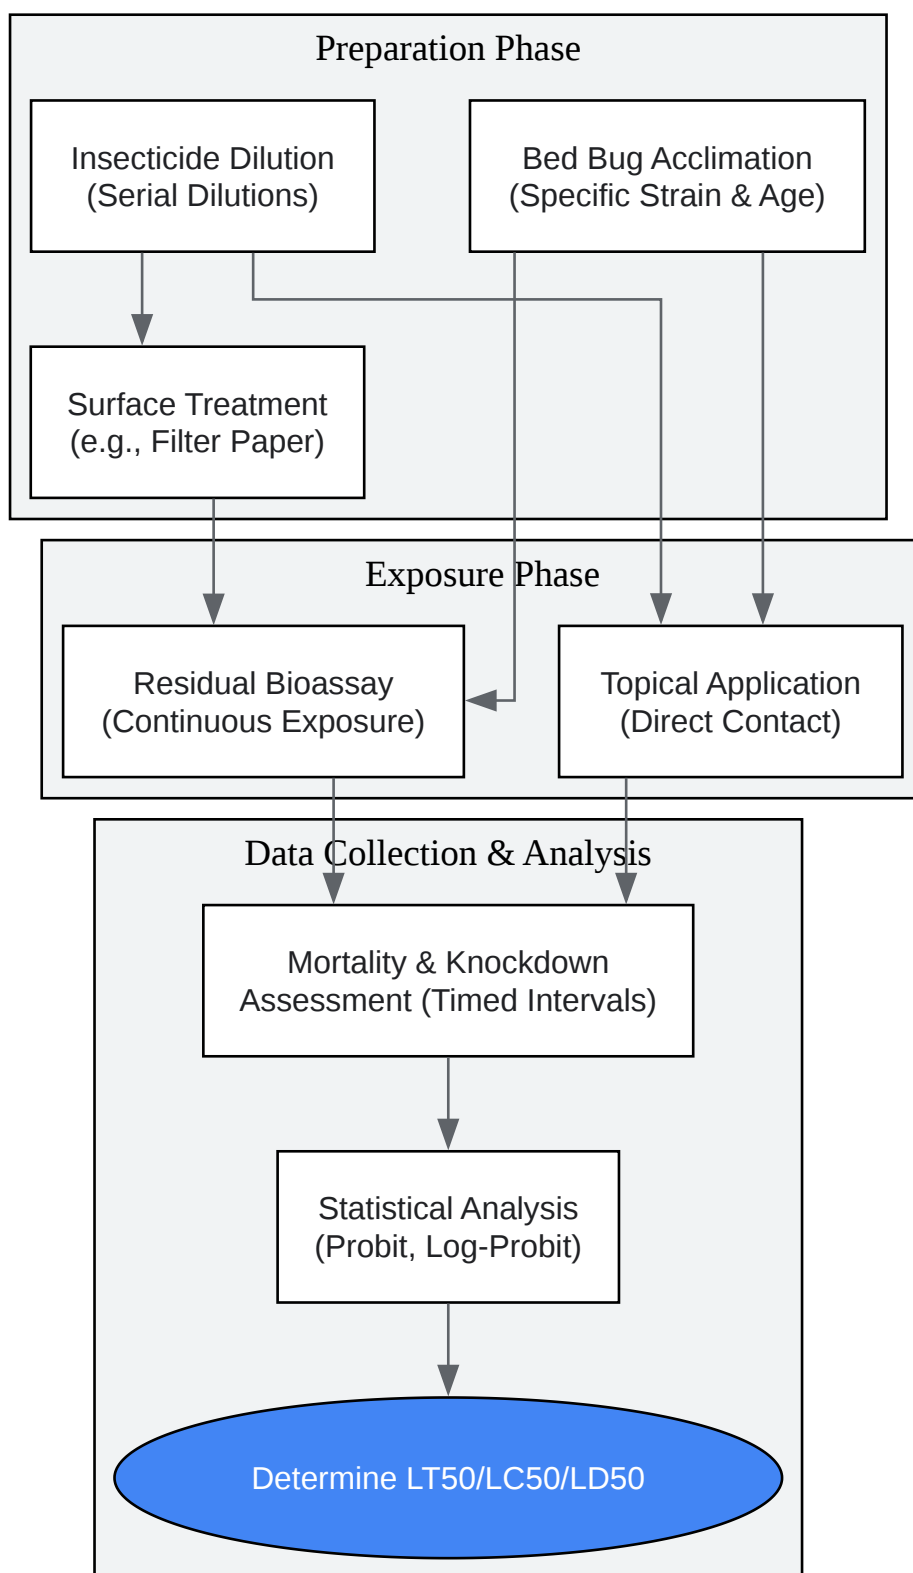 Preparation Phase
Insecticide Dilution
(Serial Dilutions)
Bed Bug Acclimation
(Specific Strain & Age)
Surface Treatment
(e.g., Filter Paper)
Exposure Phase
Residual Bioassay
(Continuous Exposure)
Topical Application
(Direct Contact)
Data Collection & Analysis
Mortality & Knockdown
Assessment (Timed Intervals)
Statistical Analysis
(Probit, Log-Probit)
Determine LT50/LC50/LD50